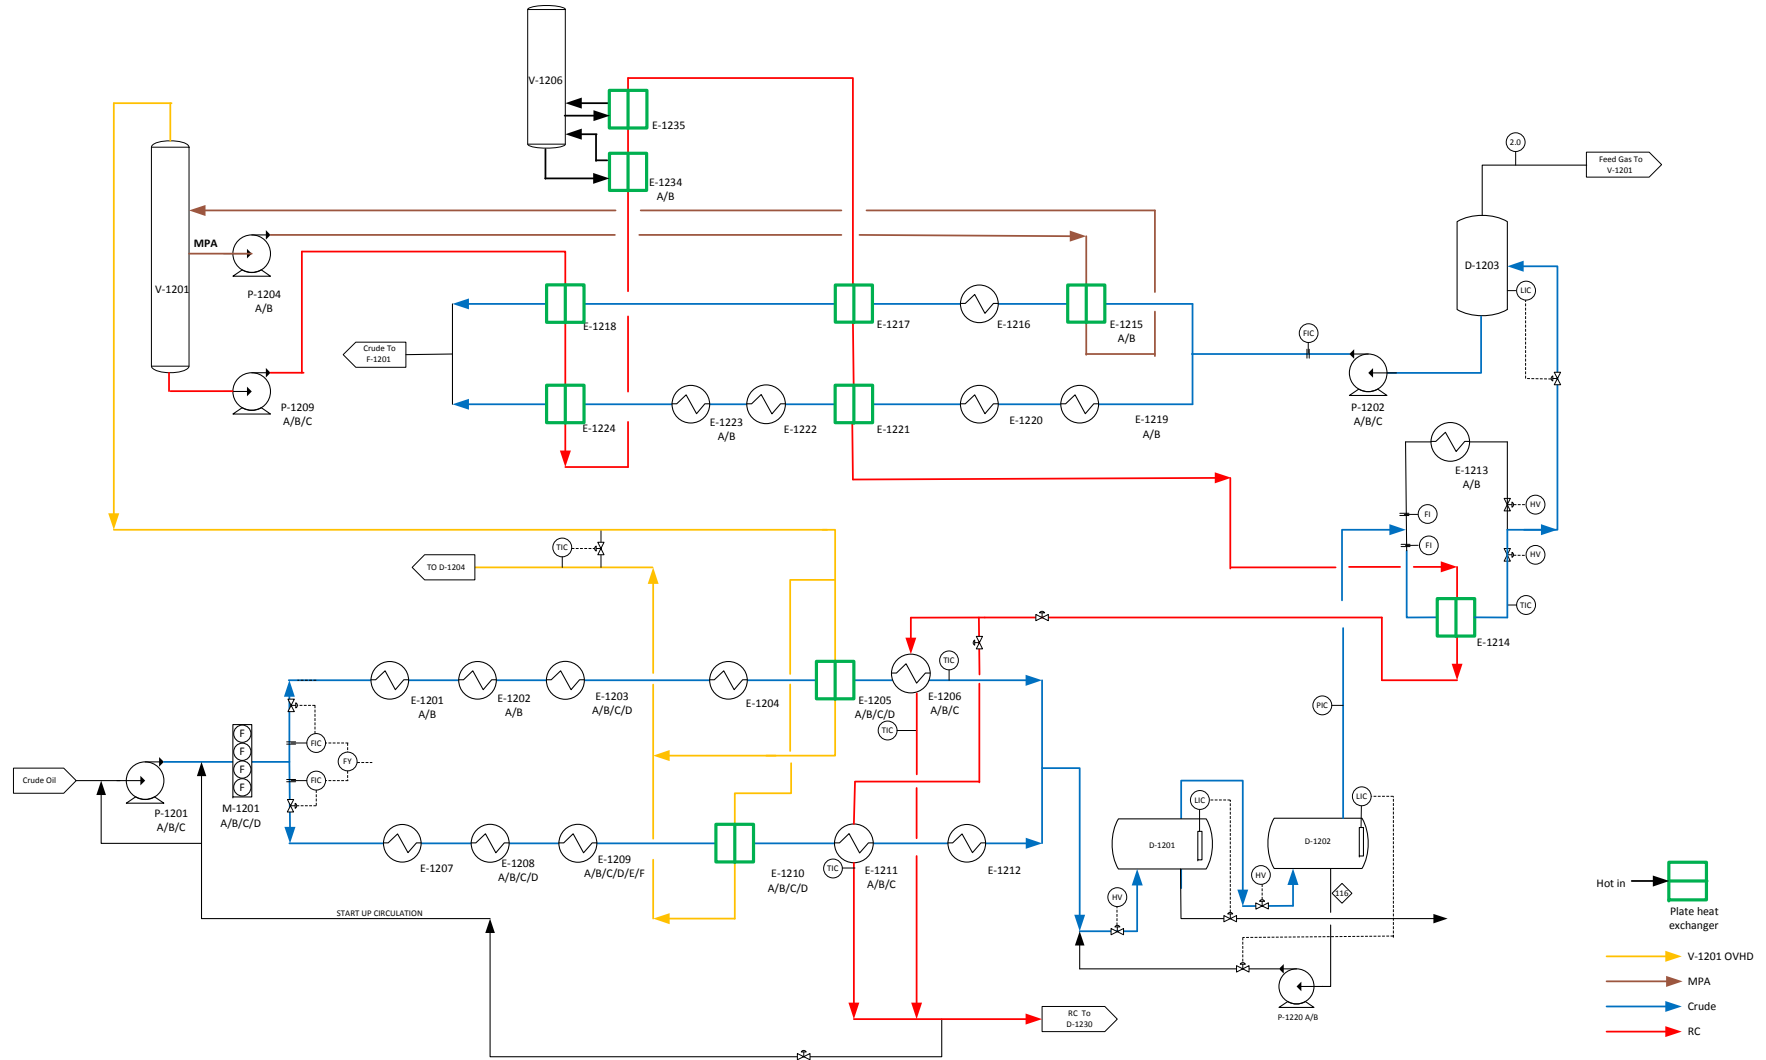 V-1206
E-1235
E-1234
A/B
2.0
Feed Gas To
V-1201
D-1203
LIC
MPA
V-1201
P-1204
A/B
E-1218
E-1217
E-1216
E-1215
A/B
Crude To
F-1201
FIC
P-1202
A/B/C
P-1209
A/B/C
E-1224
E-1223
A/B
E-1222
E-1221
E-1220
E-1219
A/B
E-1213
A/B
FI
HV
FI
HV
TIC
E-1214
TIC
TO D-1204
E-1201
A/B
E-1202
A/B
E-1203
A/B/C/D
E-1204
E-1205
A/B/C/D
TIC
E-1206
A/B/C
TIC
PIC
Crude Oil
P-1201
A/B/C
F
F
F
F
M-1201
A/B/C/D
FIC
FY
FIC
E-1207
E-1208
A/B/C/D
E-1209
A/B/C/D/E/F
E-1210
A/B/C/D
TIC
E-1211
A/B/C
E-1212
LIC
D-1201
HV
LIC
D-1202
HV
116
P-1220 A/B
START UP CIRCULATION
RC To
D-1230
Hot in
Plate heat
exchanger
V-1201 OVHD
MPA
Crude
RC